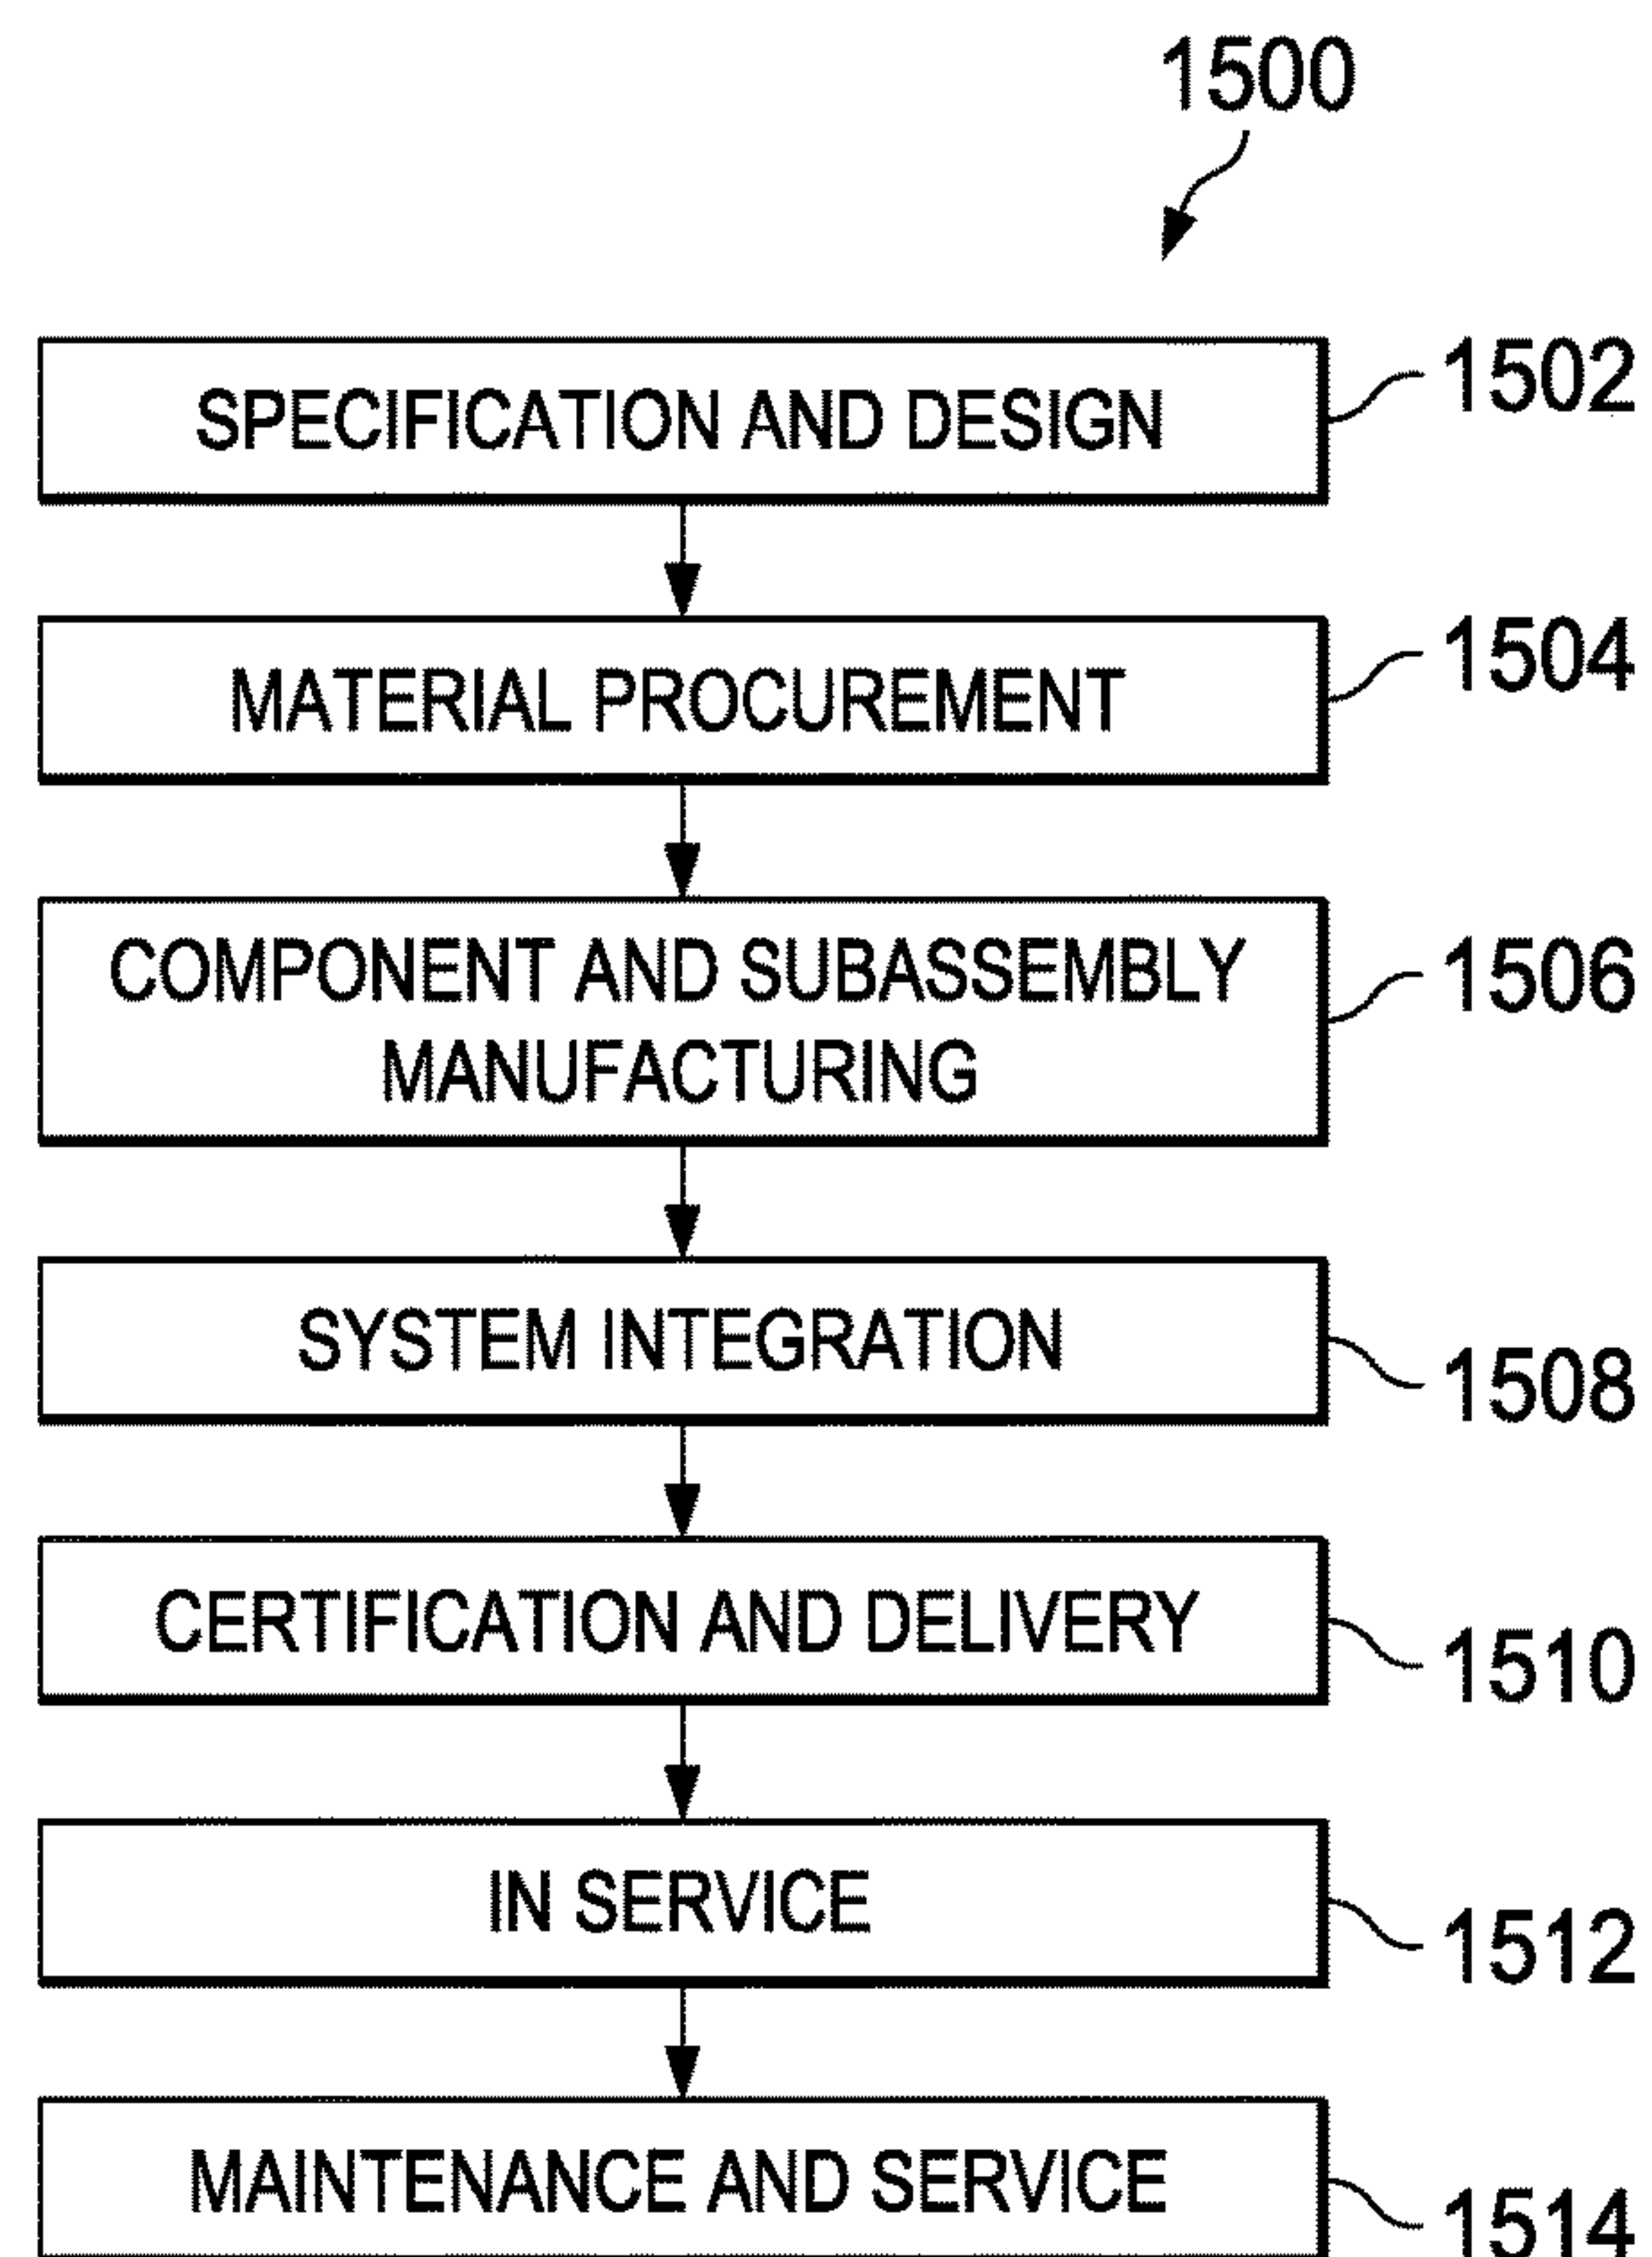 1500
SPECIFICATION AND DESIGN
1502
MATERIAL PROCUREMENT
1504
COMPONENT AND SUBASSEMBLY
MANUFACTURING
1506
SYSTEM INTEGRATION
1508
CERTIFICATION AND DELIVERY
1510
IN SERVICE
1512
MAINTENANCE AND SERVICE
1514